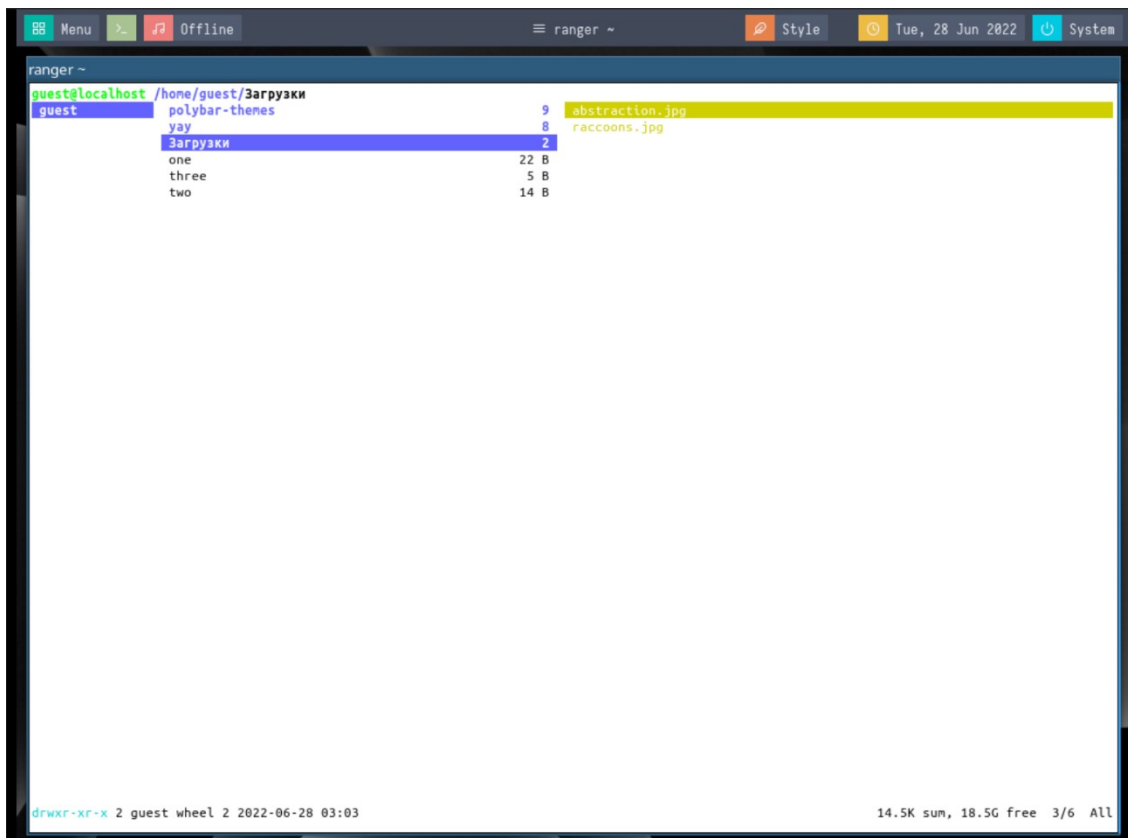 Menu >_ Offline ranger ~ Style Tue, 28 Jun 2022 System
ranger ~
guest@localhost /home/guest/Загрузки
guest polybar-themes 9 abstraction.jpg
yay 8 raccoons.jpg
Загрузки 2
one 22 B
three 5 B
two 14 B
drwxr-xr-x 2 guest wheel 2 2022-06-28 03:03 14.5K sum, 18.5G free 3/6 All